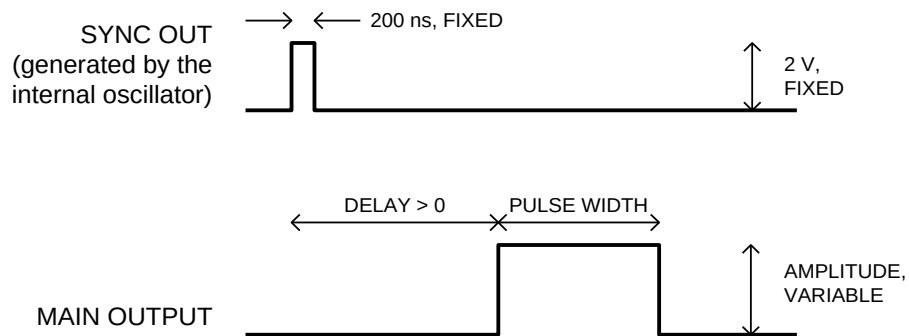 SYNC OUT
(generated by the
internal oscillator)
200 ns, FIXED
2 V,
FIXED
DELAY > 0
PULSE WIDTH
AMPLITUDE,
VARIABLE
MAIN OUTPUT